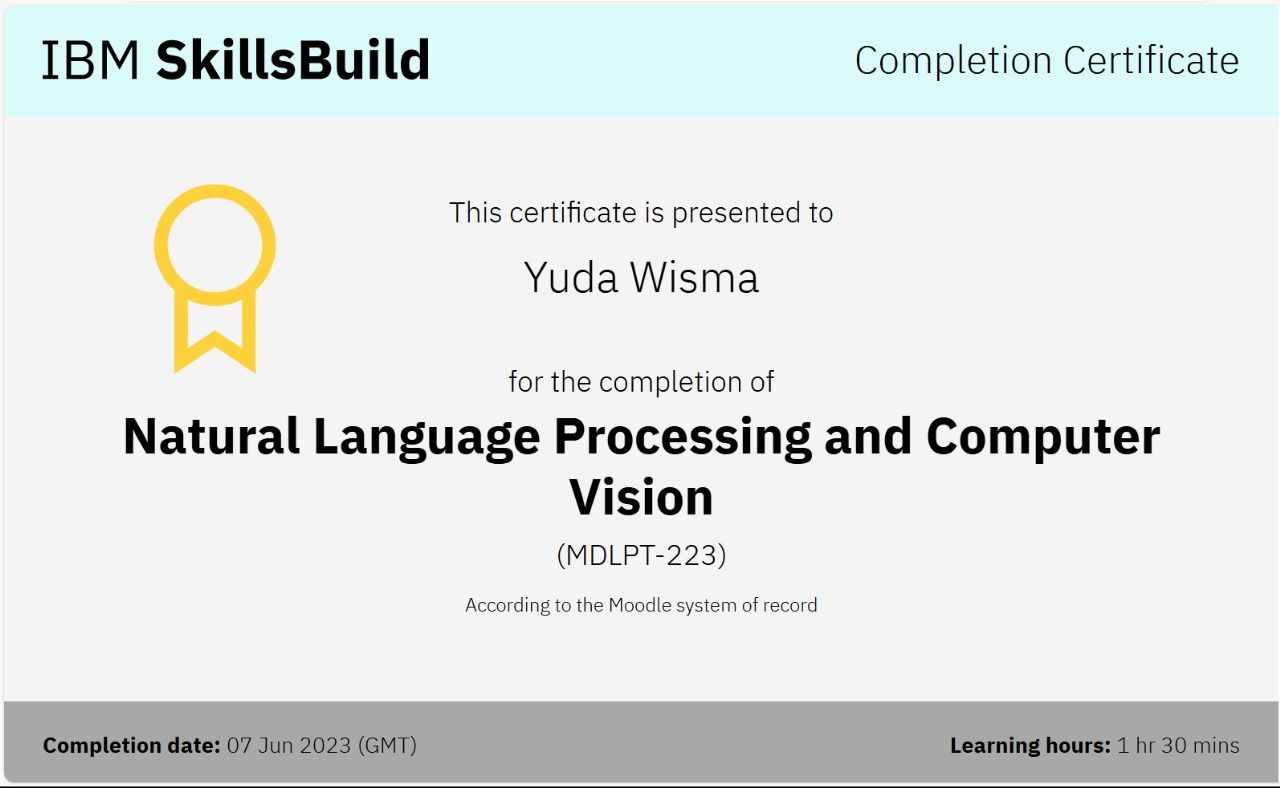 IBM SkillsBuild
Completion Certificate
This certificate is presented to
Yuda Wisma
for the completion of
Natural Language Processing and Computer
Vision
(MDLPT-223)
According to the Moodle system of record
Completion date: 07 Jun 2023 (GMT)
Learning hours: 1 hr 30 mins